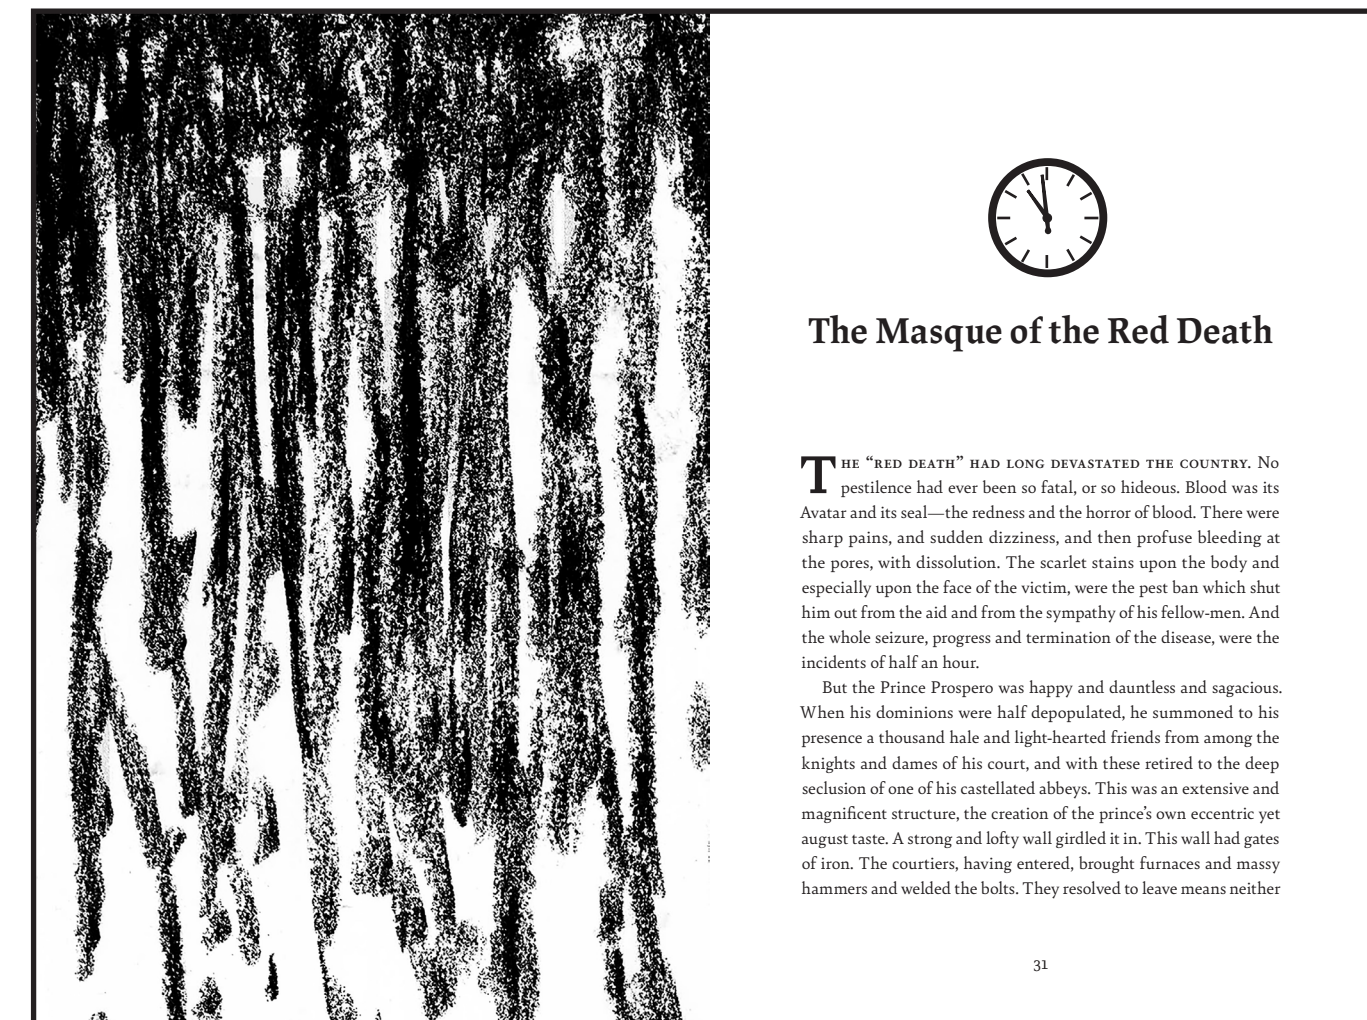 The Masque of the Red Death
THE “RED DEATH” HAD LONG DEVASTATED THE COUNTRY. No
pestilence had ever been so fatal, or so hideous. Blood was its
Avatar and its seal—the redness and the horror of blood. There were
sharp pains, and sudden dizziness, and then profuse bleeding at
the pores, with dissolution. The scarlet stains upon the body and
especially upon the face of the victim, were the pest ban which shut
him out from the aid and from the sympathy of his fellow-men. And
the whole seizure, progress and termination of the disease, were the
incidents of half an hour.
But the Prince Prospero was happy and dauntless and sagacious.
When his dominions were half depopulated, he summoned to his
presence a thousand hale and light-hearted friends from among the
knights and dames of his court, and with these retired to the deep
seclusion of one of his castellated abbeys. This was an extensive and
magnificent structure, the creation of the prince’s own eccentric yet
august taste. A strong and lofty wall girdled it in. This wall had gates
of iron. The courtiers, having entered, brought furnaces and massy
hammers and welded the bolts. They resolved to leave means neither
31